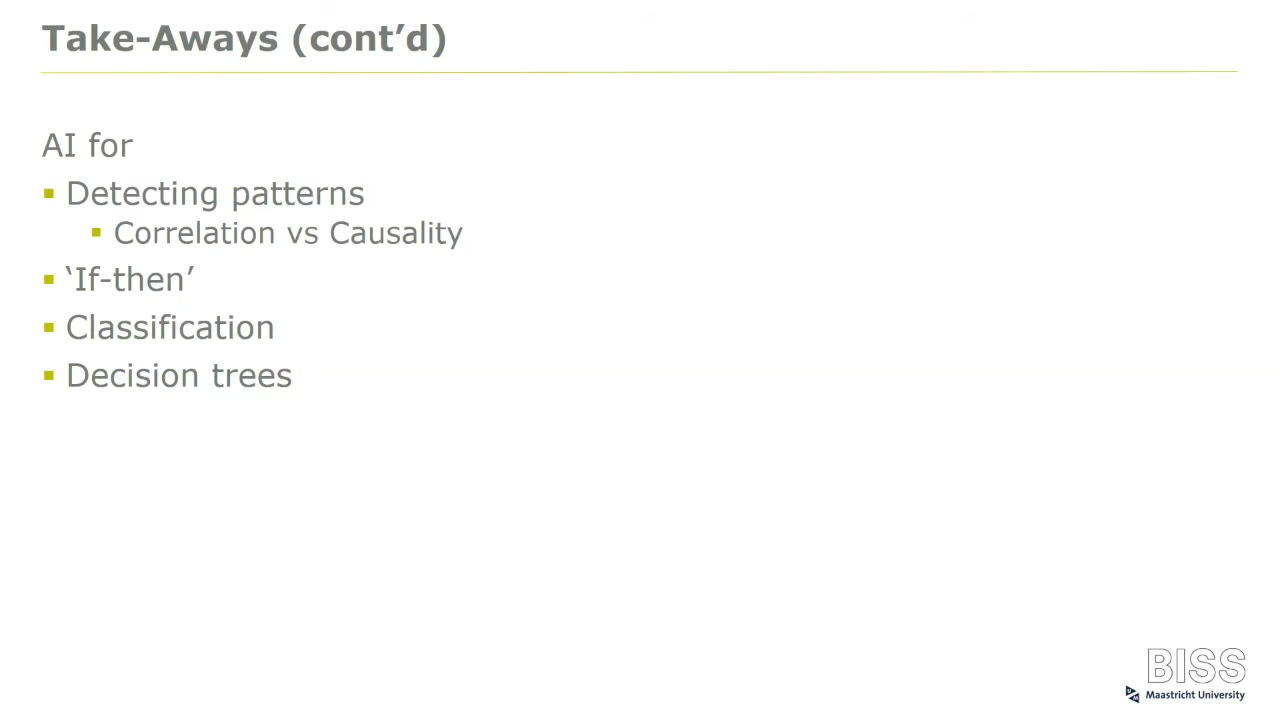 Take-Aways (cont’d)
AI for
Detecting patterns
Correlation vs Causality
‘If-then’
Classification
Decision trees
BISS
Maastricht University